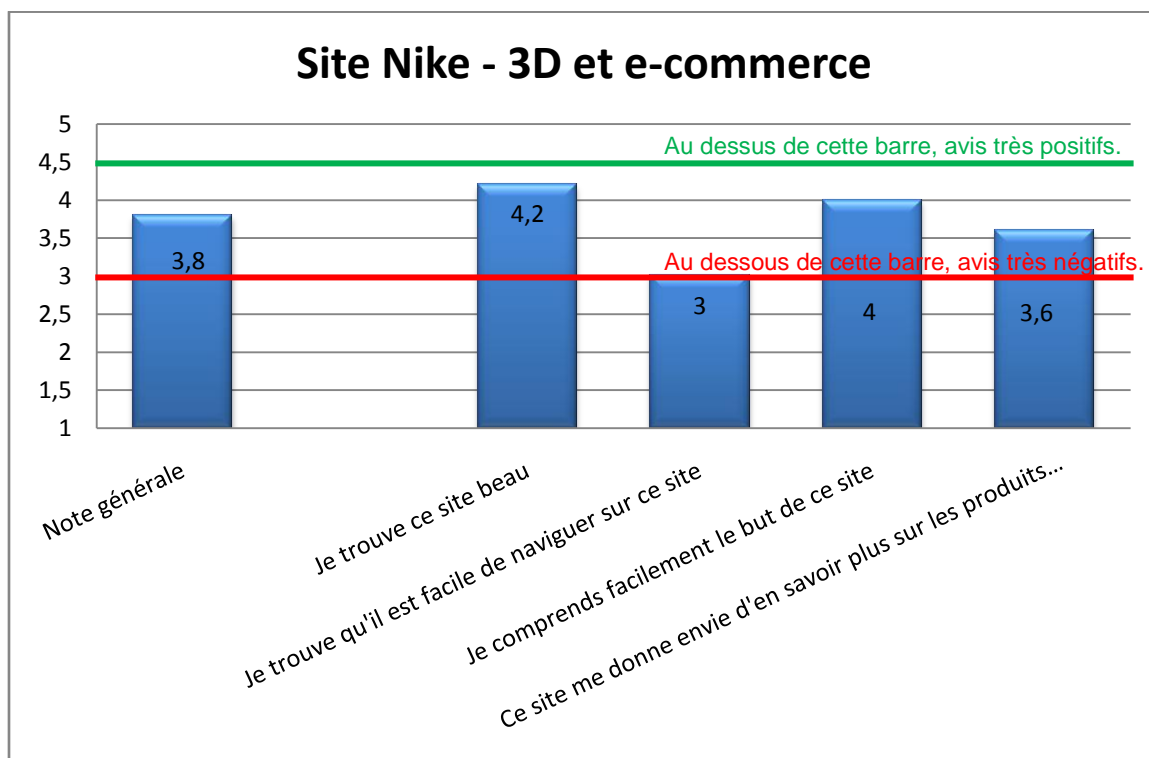 Site Nike - 3D et e-commerce
5
4,5
4
3,5
3
2,5
2
1,5
1
Au dessus de cette barre, avis très positifs.
Au dessous de cette barre, avis très négatifs.
3,8
4,2
3
4
3,6
Note générale
Je trouve ce site beau
Je trouve qu'il est facile de naviguer sur ce site
Je comprends facilement le but de ce site
Ce site me donne envie d'en savoir plus sur les produits...